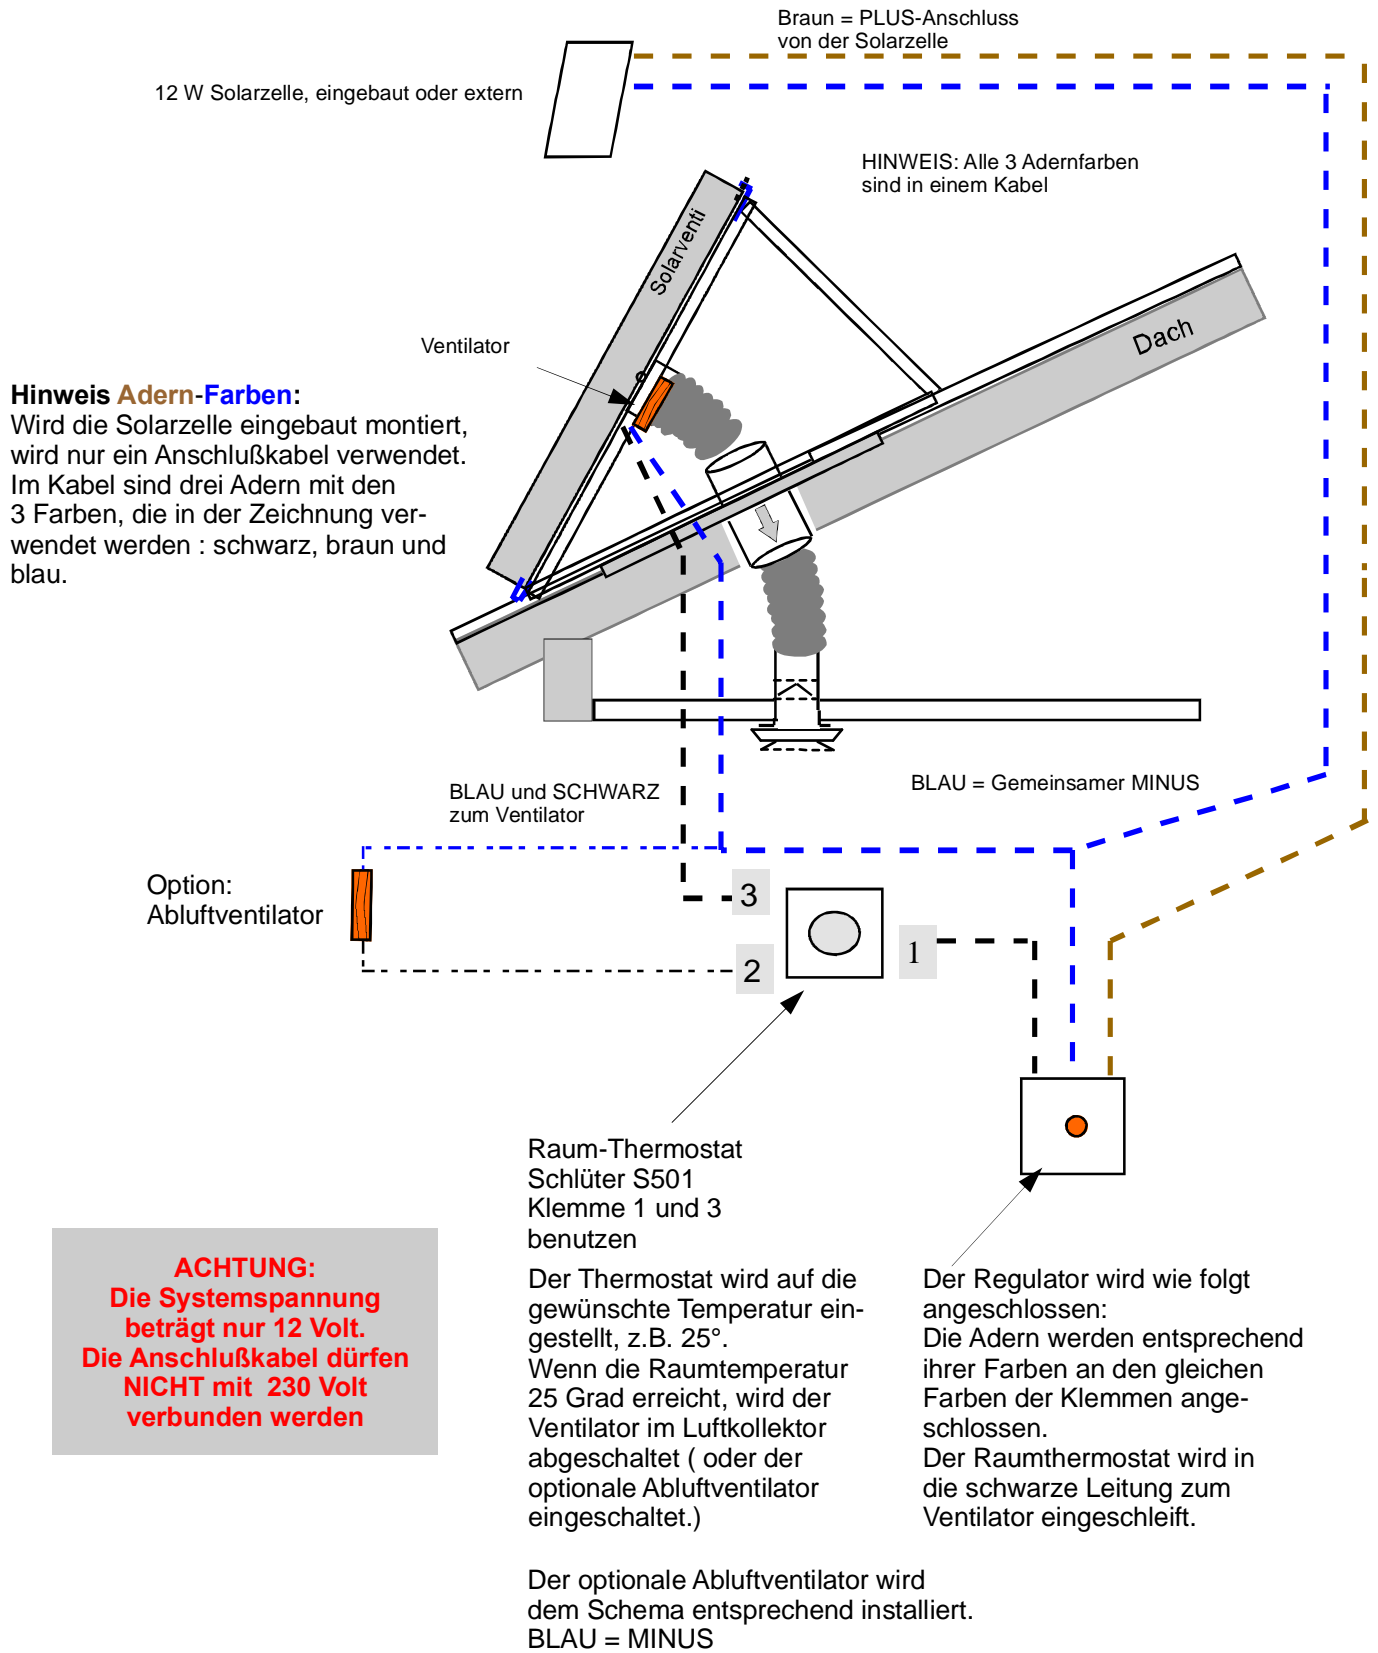 Braun = PLUS-Anschluss
von der Solarzelle
12 W Solarzelle, eingebaut oder extern
HINWEIS: Alle 3 Adernfarben
sind in einem Kabel
Solarventi
Dach
Ventilator
Hinweis Adern-Farben:
Wird die Solarzelle eingebaut montiert,
wird nur ein Anschlußkabel verwendet.
Im Kabel sind drei Adern mit den
3 Farben, die in der Zeichnung ver-
wendet werden : schwarz, braun und
blau.
BLAU und SCHWARZ
zum Ventilator
BLAU = Gemeinsamer MINUS
Option:
Abluftventilator
3
1
2
Raum-Thermostat
Schlüter S501
Klemme 1 und 3
benutzen
Der Thermostat wird auf die
gewünschte Temperatur ein-
gestellt, z.B. 25°.
Wenn die Raumtemperatur
25 Grad erreicht, wird der
Ventilator im Luftkollektor
abgeschaltet ( oder der
optionale Abluftventilator
eingeschaltet.)
Der optionale Abluftventilator wird
dem Schema entsprechend installiert.
BLAU = MINUS
Der Regulator wird wie folgt
angeschlossen:
Die Adern werden entsprechend
ihrer Farben an den gleichen
Farben der Klemmen ange-
schlossen.
Der Raumthermostat wird in
die schwarze Leitung zum
Ventilator eingeschleift.
ACHTUNG:
Die Systemspannung
beträgt nur 12 Volt.
Die Anschlußkabel dürfen
NICHT mit  230 Volt
verbunden werden